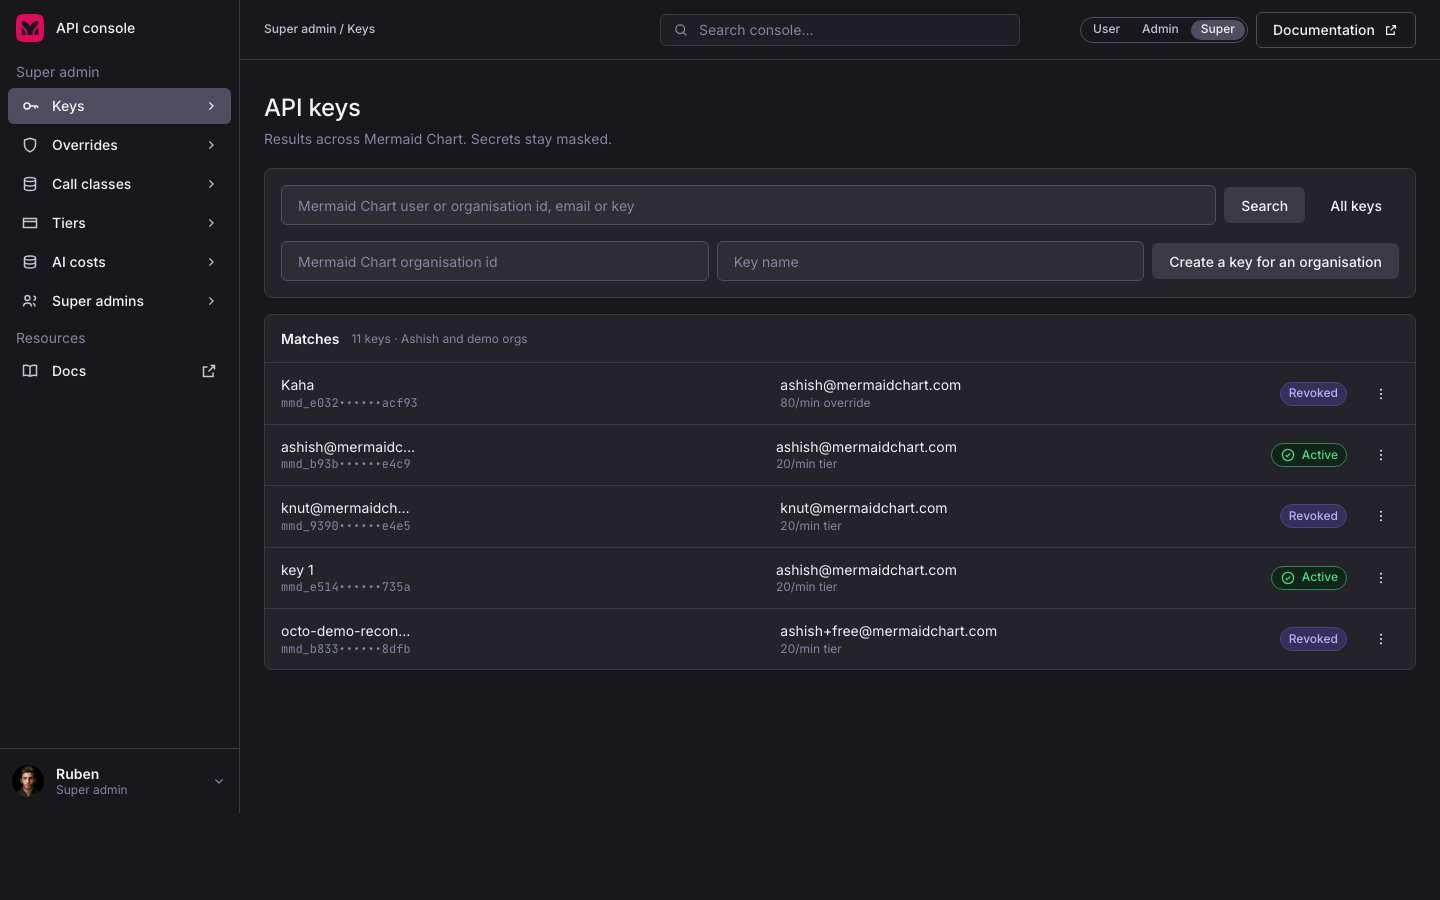 API console
Super admin / Keys
Search console...
User
Admin
Super
Documentation
Super admin
Keys
Overrides
Call classes
Tiers
AI costs
Super admins
Resources
Docs
API keys
Results across Mermaid Chart. Secrets stay masked.
Mermaid Chart user or organisation id, email or key
Search
All keys
Mermaid Chart organisation id
Key name
Create a key for an organisation
Matches
11 keys · Ashish and demo orgs
Kaha
mmd_e032••••••acf93
ashish@mermaidchart.com
80/min override
Revoked
ashish@mermaidc...
mmd_b93b••••••e4c9
ashish@mermaidchart.com
20/min tier
Active
knut@mermaidch...
mmd_9390••••••e4e5
knut@mermaidchart.com
20/min tier
Revoked
key 1
mmd_e514••••••735a
ashish@mermaidchart.com
20/min tier
Active
octo-demo-recon...
mmd_b833••••••8dfb
ashish+free@mermaidchart.com
20/min tier
Revoked
Ruben
Super admin